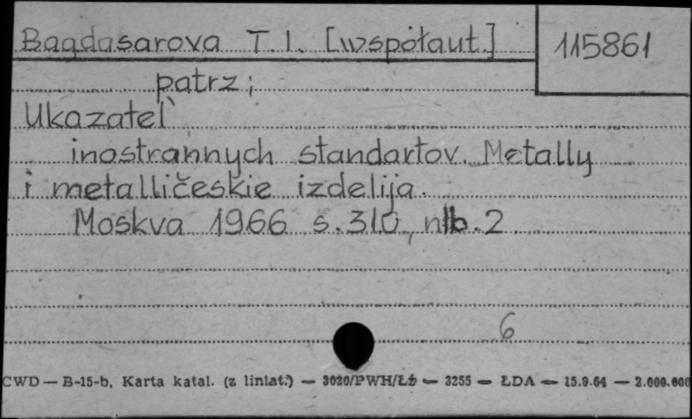 Bagdasarova T.I. [współaut.]
115861
patrz:
Ukazatel`
inostrannych standartov. Metally
i metalličeskie izdelija.
Moskva 1966 s.310, nlb.2
6
CWD — B-15-b, Karta katal. (z liniat.) — 3020/PWH/Łż — 3255 — ŁDA — 15.9.64 — 2.000.000